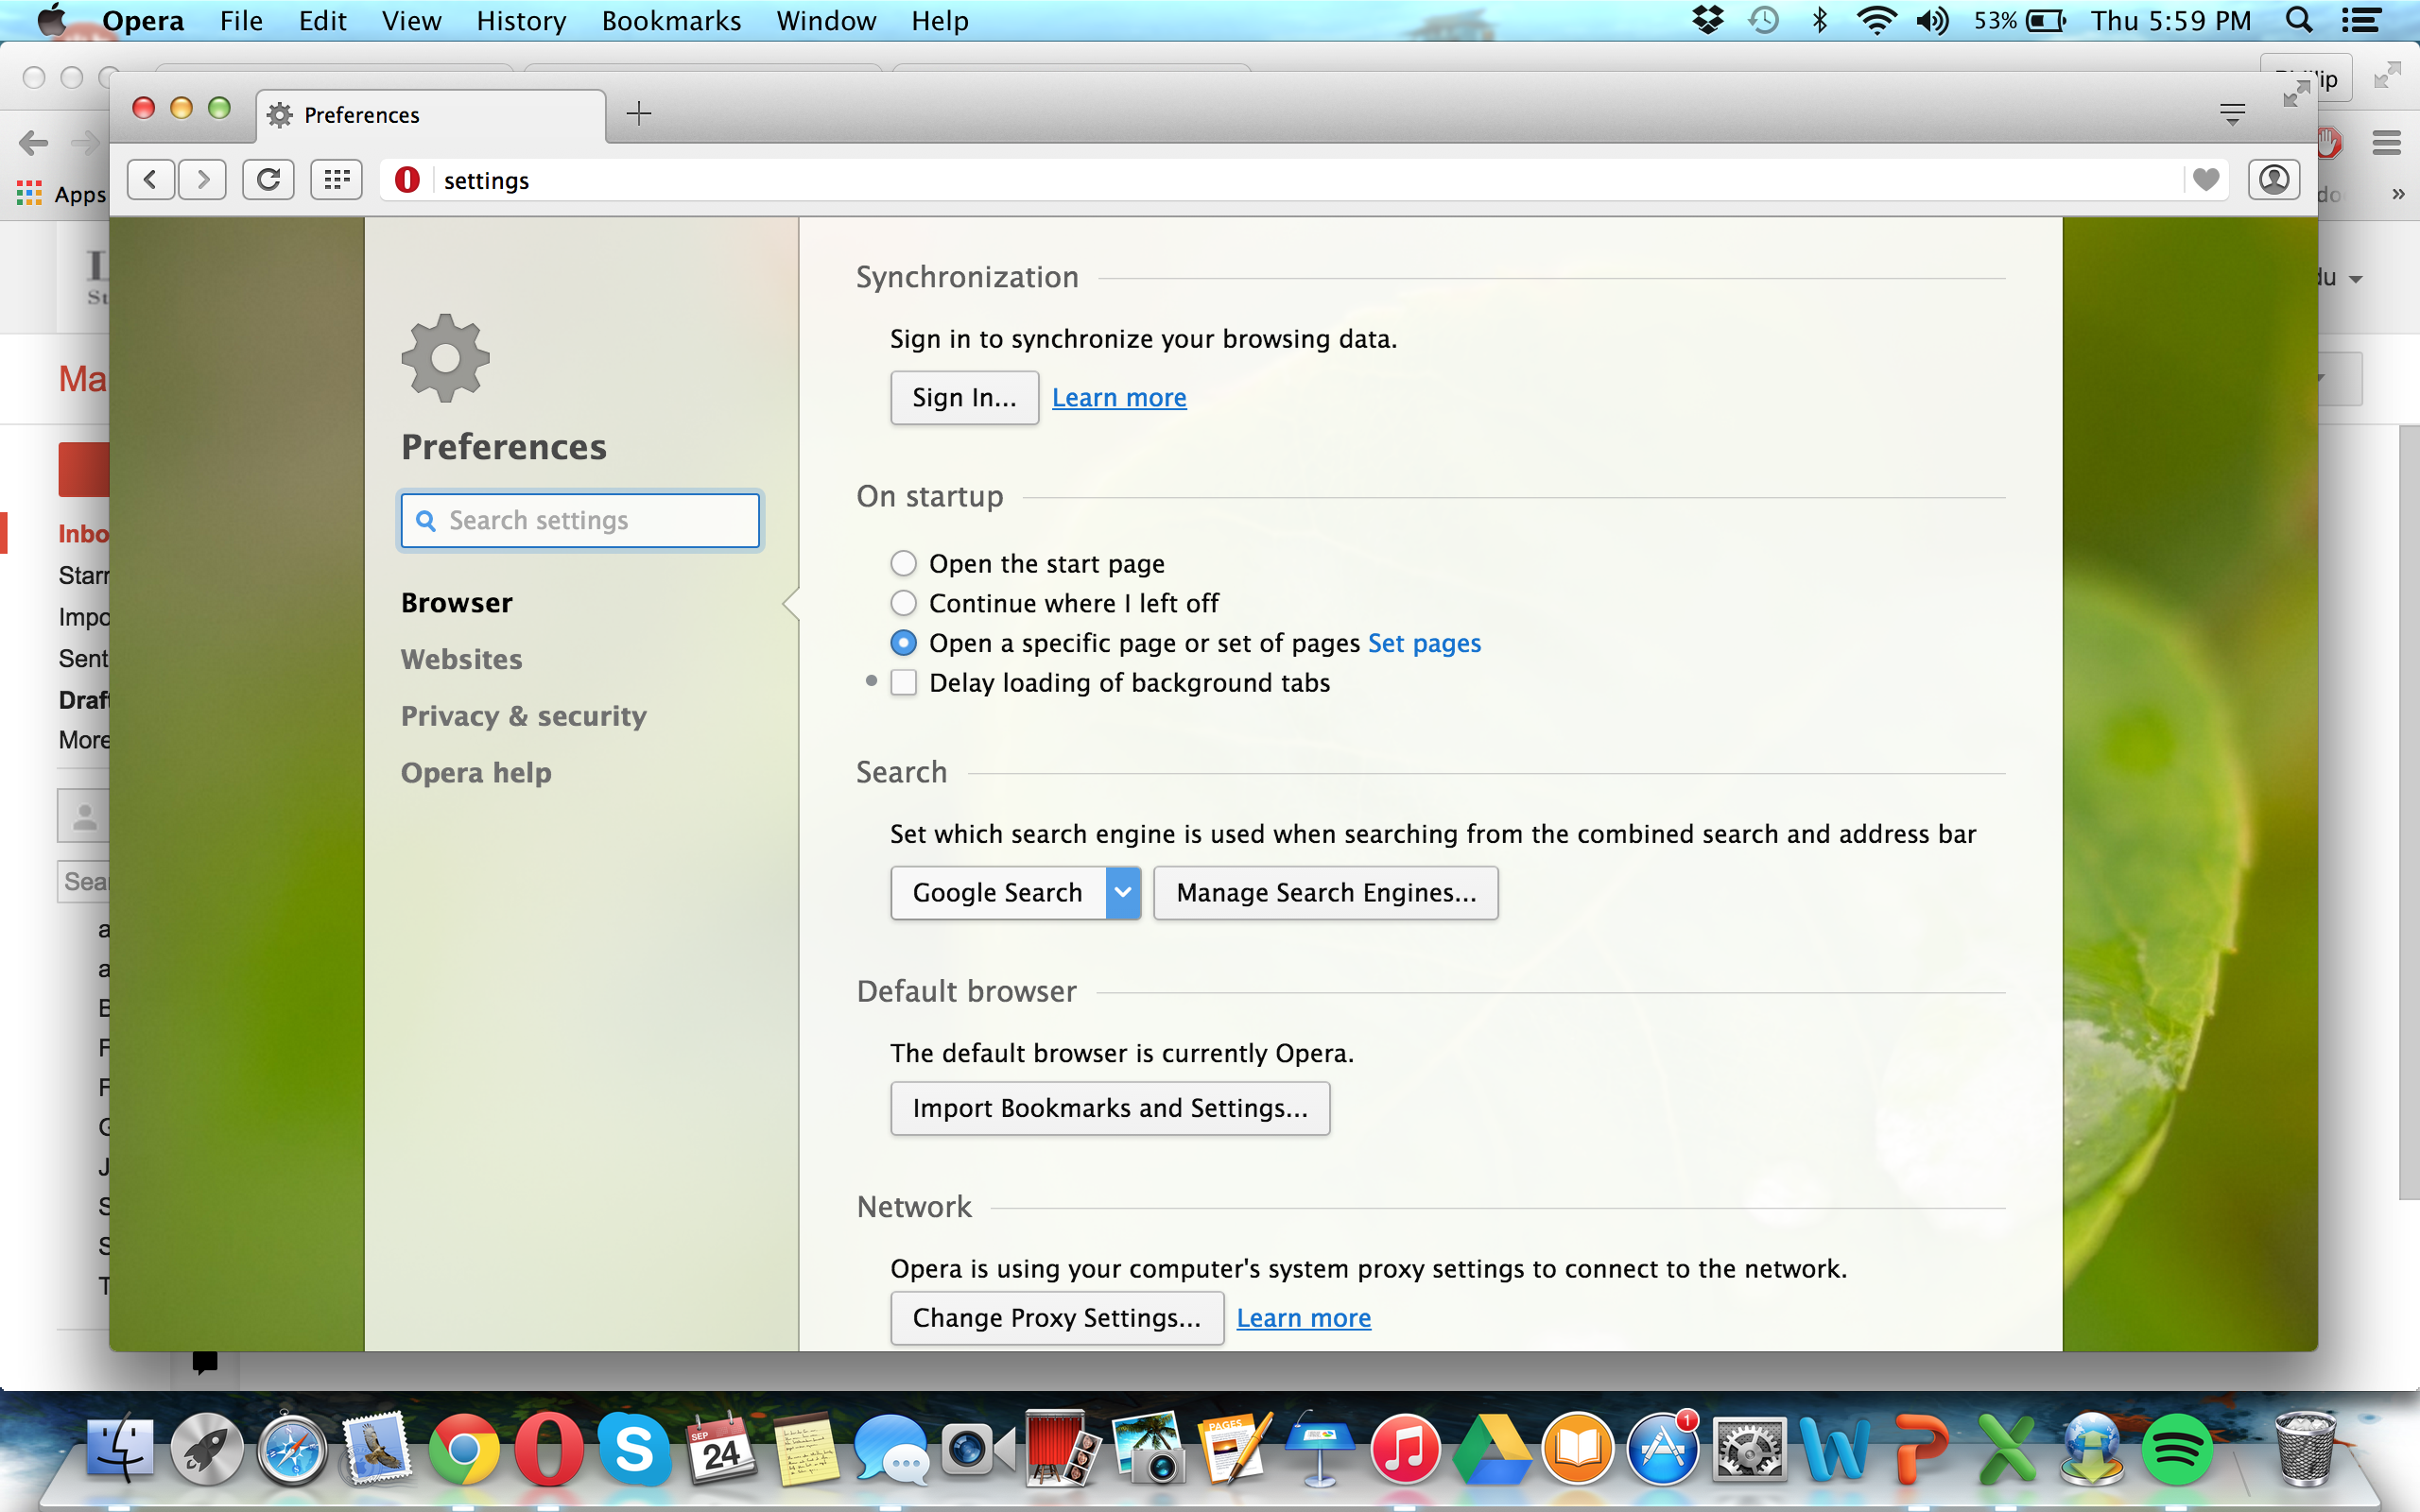 Opera File Edit View History Bookmarks Window Help 53% Thu 5:59 PM
Preferences
settings
Apps
Synchronization
Sign in to synchronize your browsing data.
Sign In... Learn more
Preferences
Search settings
On startup
Open the start page
Continue where I left off
Open a specific page or set of pages Set pages
Delay loading of background tabs
Browser
Websites
Privacy & security
Opera help
Search
Set which search engine is used when searching from the combined search and address bar
Google Search Manage Search Engines...
Default browser
The default browser is currently Opera.
Import Bookmarks and Settings...
Network
Opera is using your computer's system proxy settings to connect to the network.
Change Proxy Settings... Learn more
Ma
Inbo
Starr
Impo
Sent
Draft
More
Sear
a
a
B
F
F
G
J
S
S
T
SEP
24
PAGES
1